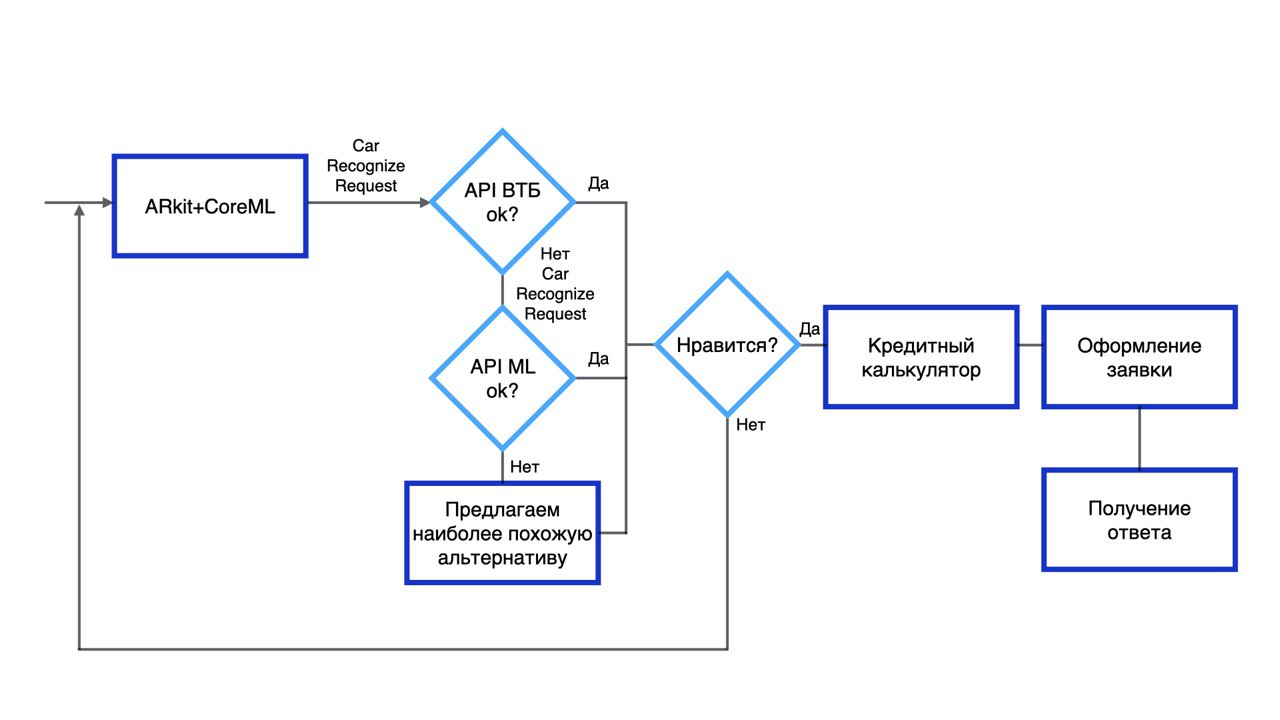 ARkit+CoreML
Car
Recognize
Request
API ВТБ
ok?
Да
Нет
Car
Recognize
Request
API ML
ok?
Да
Нет
Предлагаем
наиболее похожую
альтернативу
Нравится?
Да
Нет
Кредитный
калькулятор
Оформление
заявки
Получение
ответа